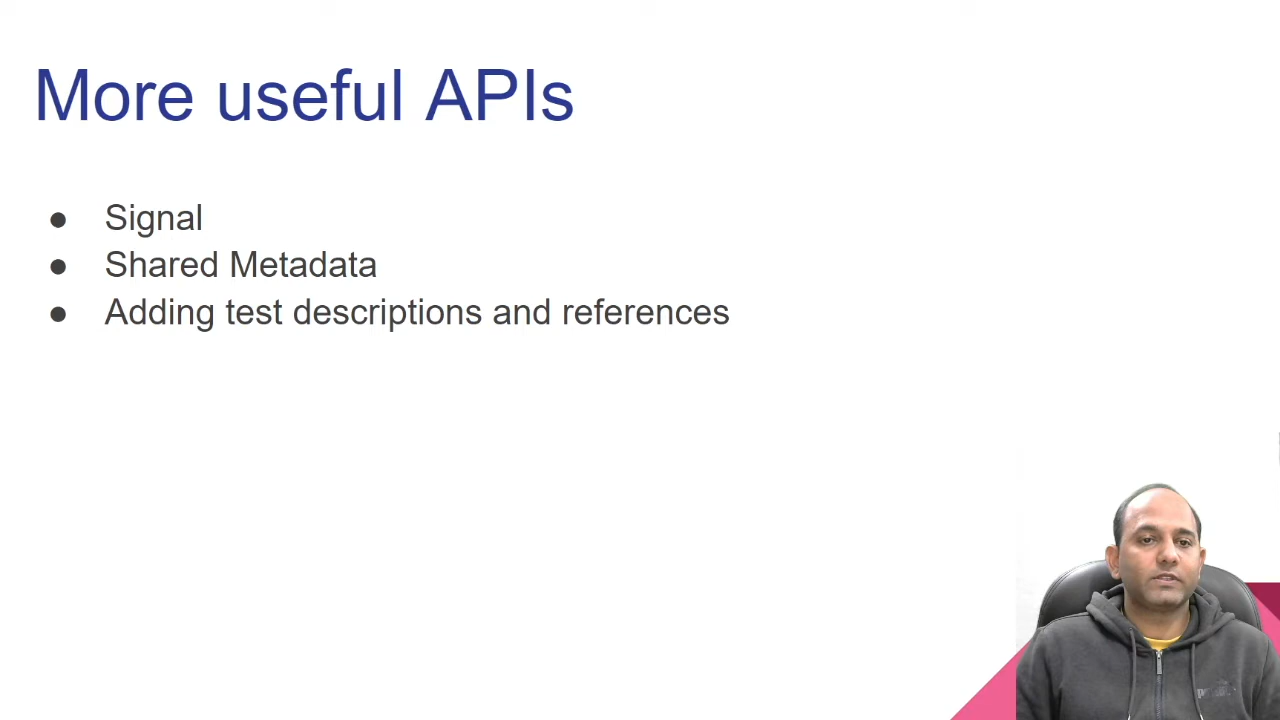 More useful APIs
● Signal
● Shared Metadata
● Adding test descriptions and references